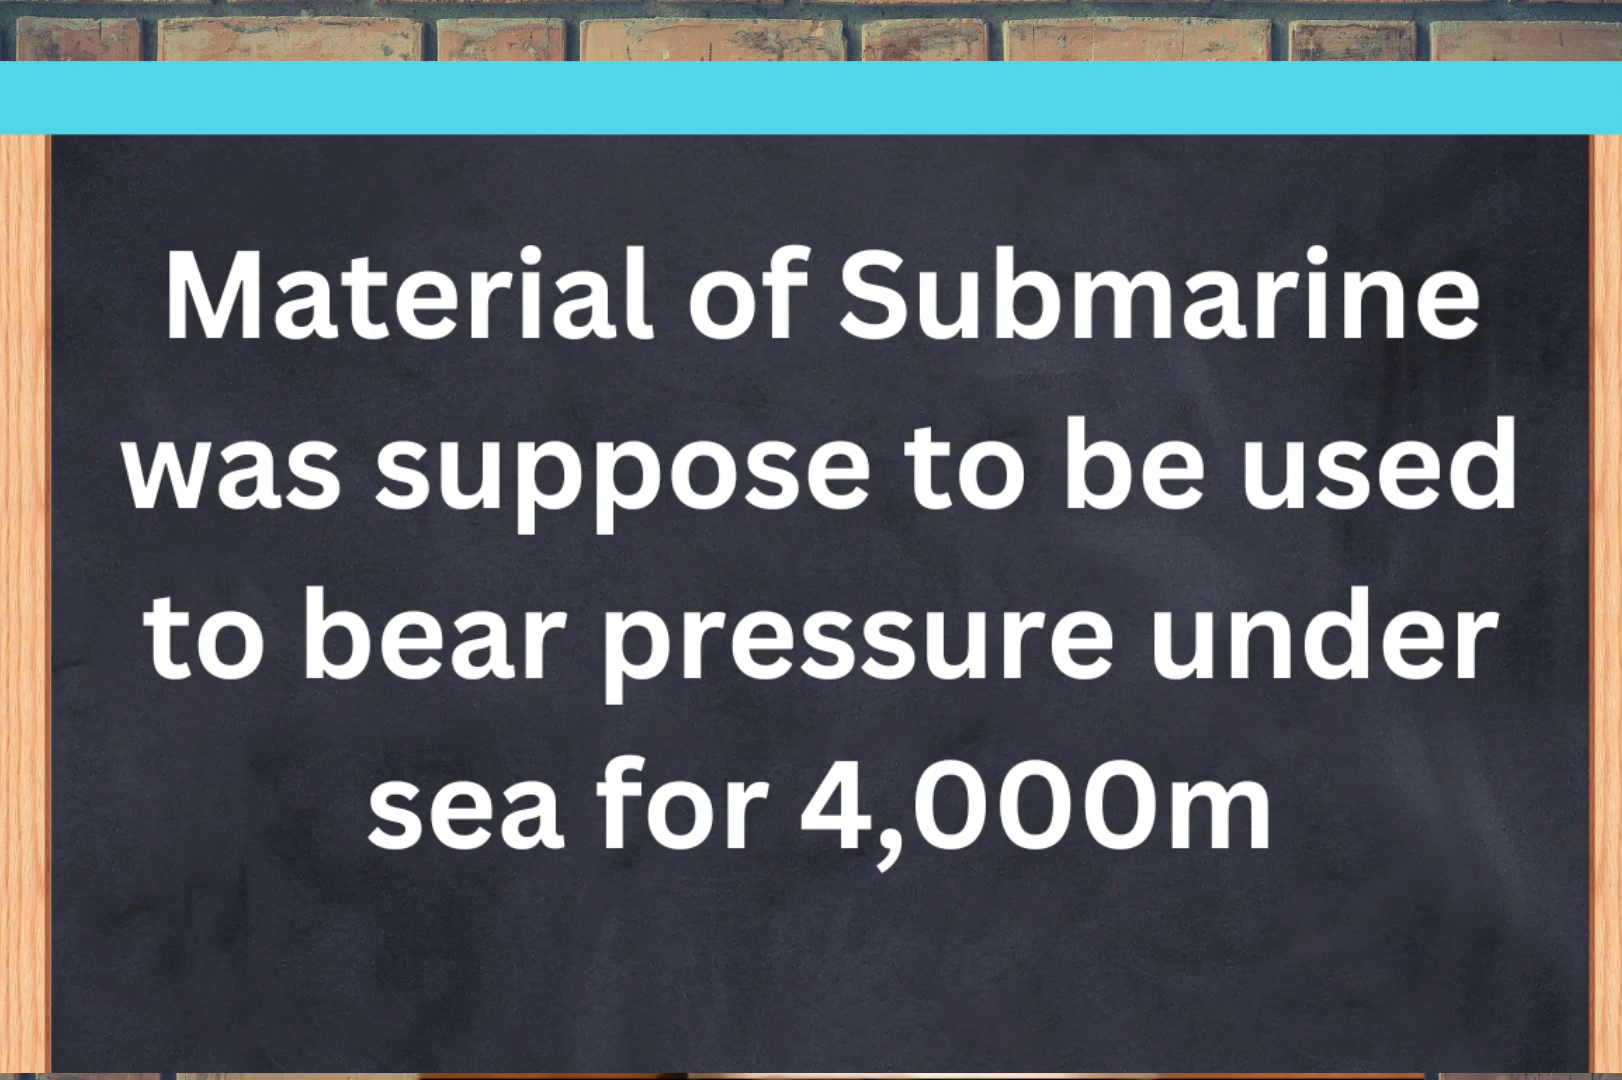 Material of Submarine
was suppose to be used
to bear pressure under
sea for 4,000m